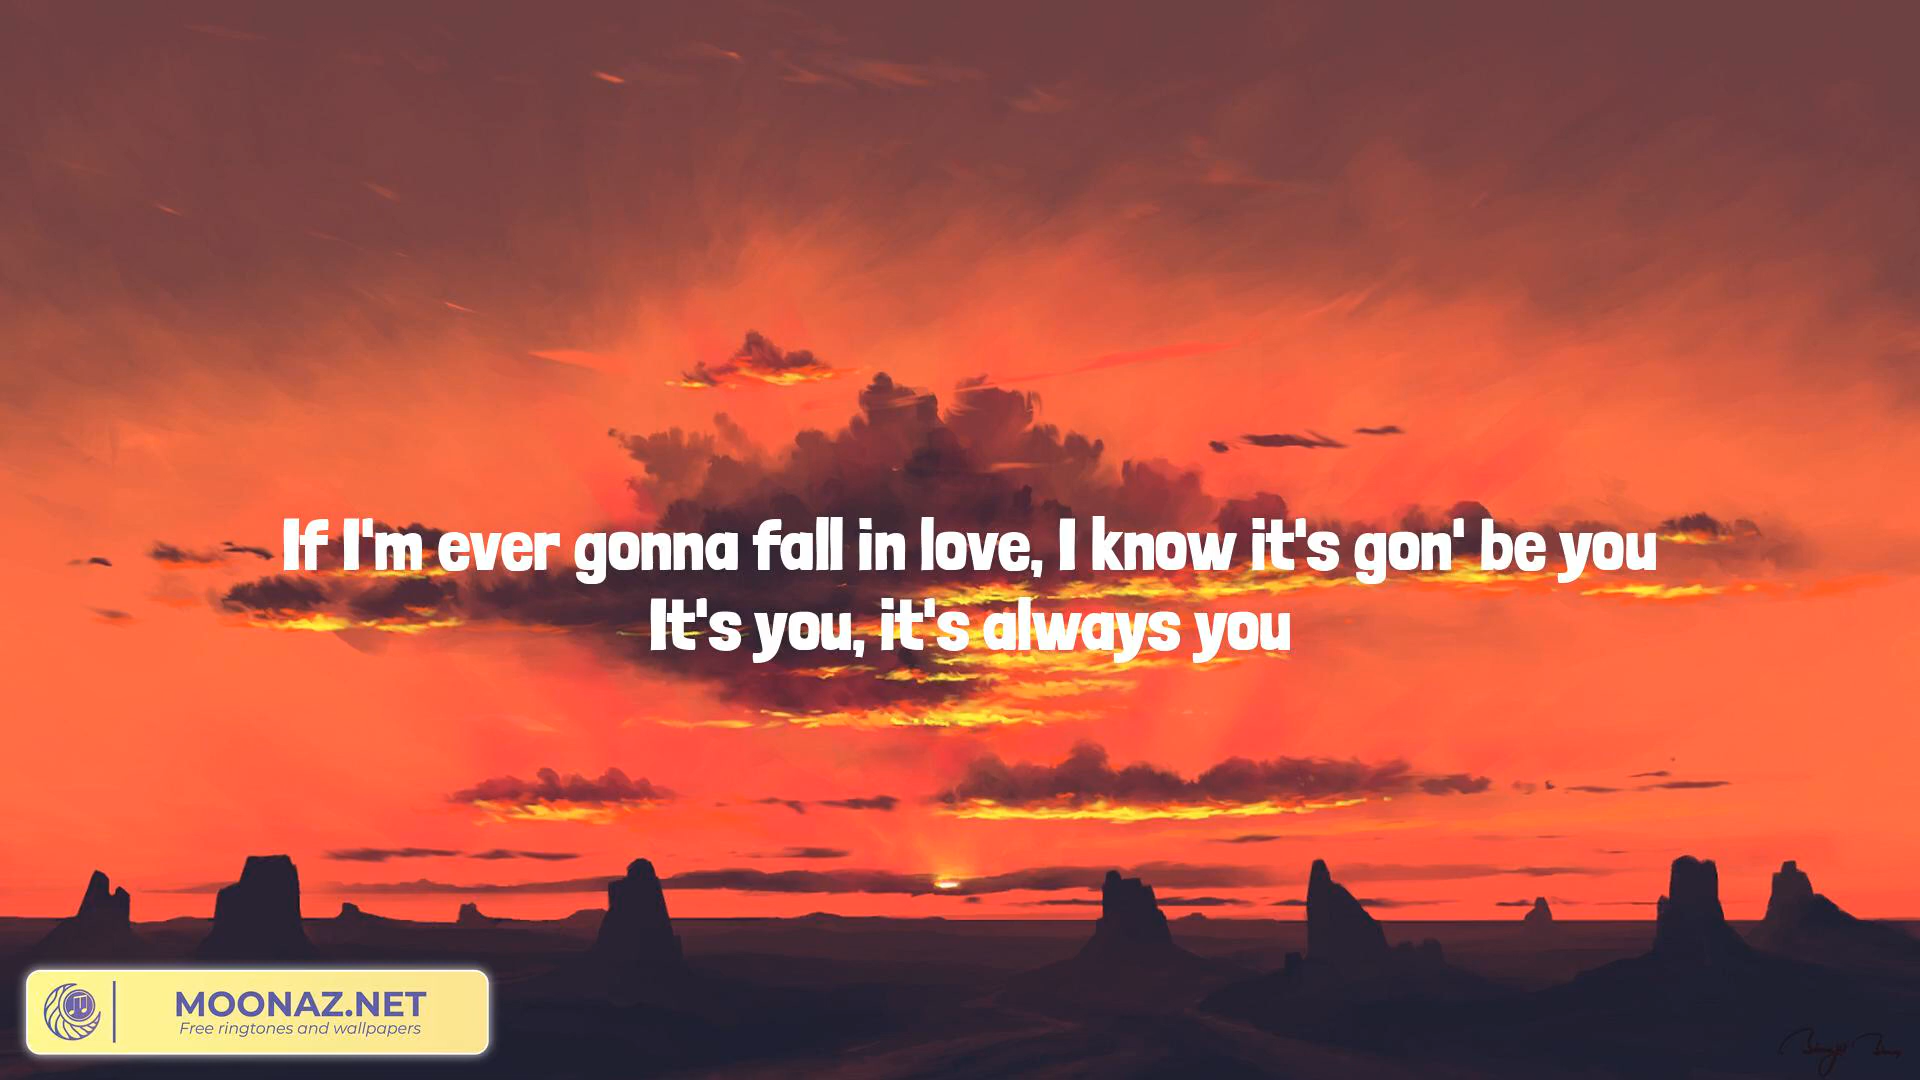 If I'm ever gonna fall in love, I know it's gon' be you
It's you, it's always you
MOONAZ.NET
Free ringtones and wallpapers